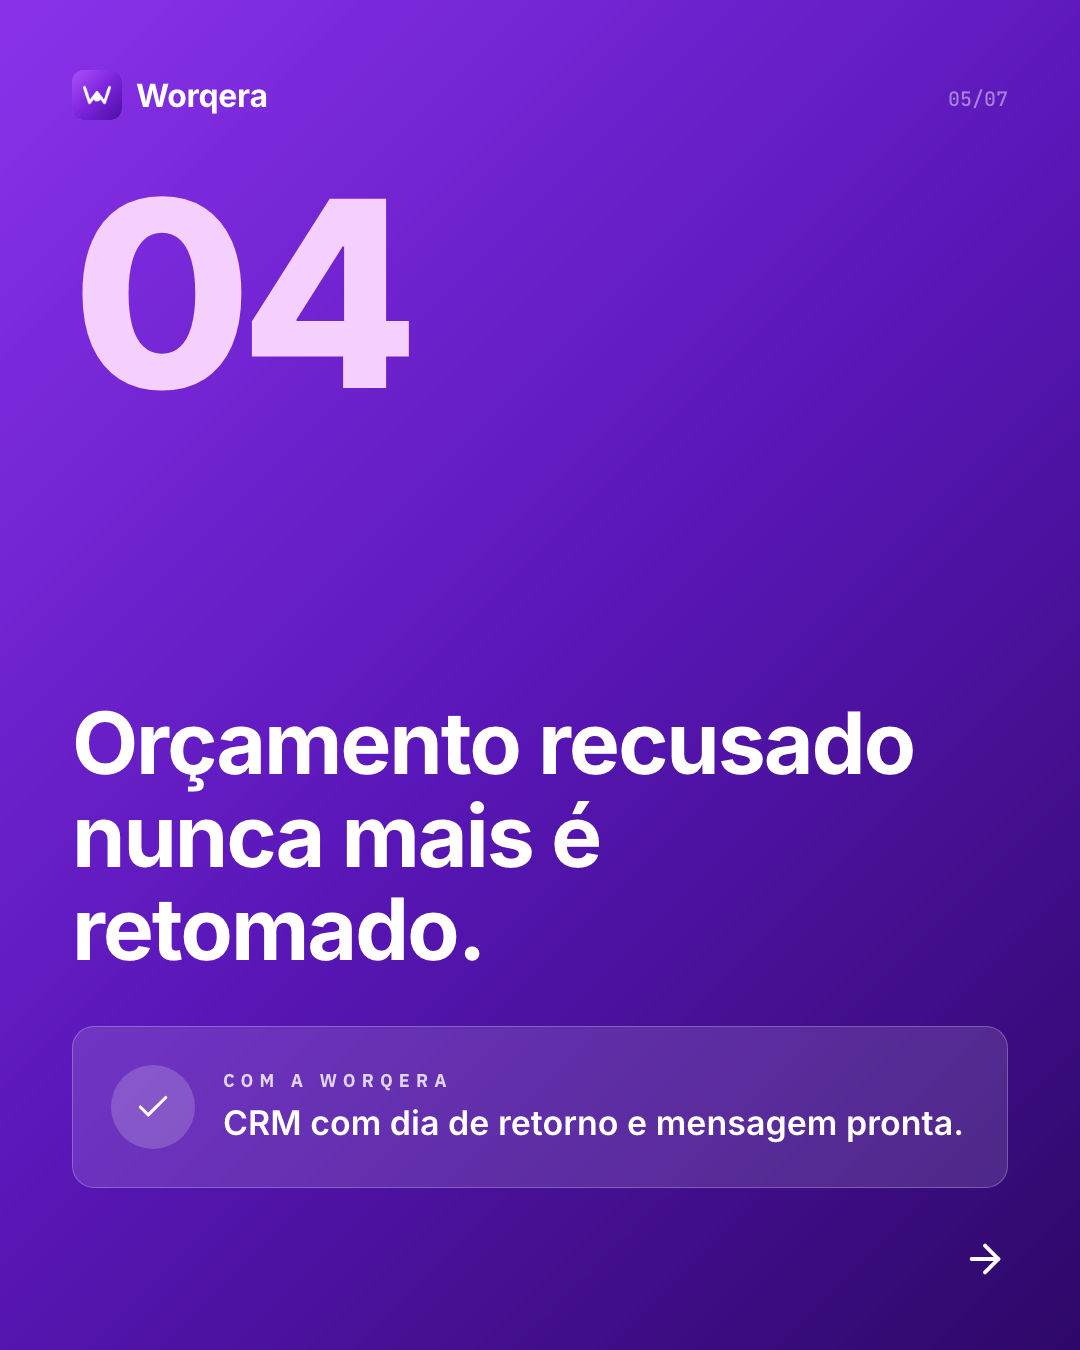 Worqera
05/07
04
Orçamento recusado
nunca mais é
retomado.
COM A WORQERA
CRM com dia de retorno e mensagem pronta.